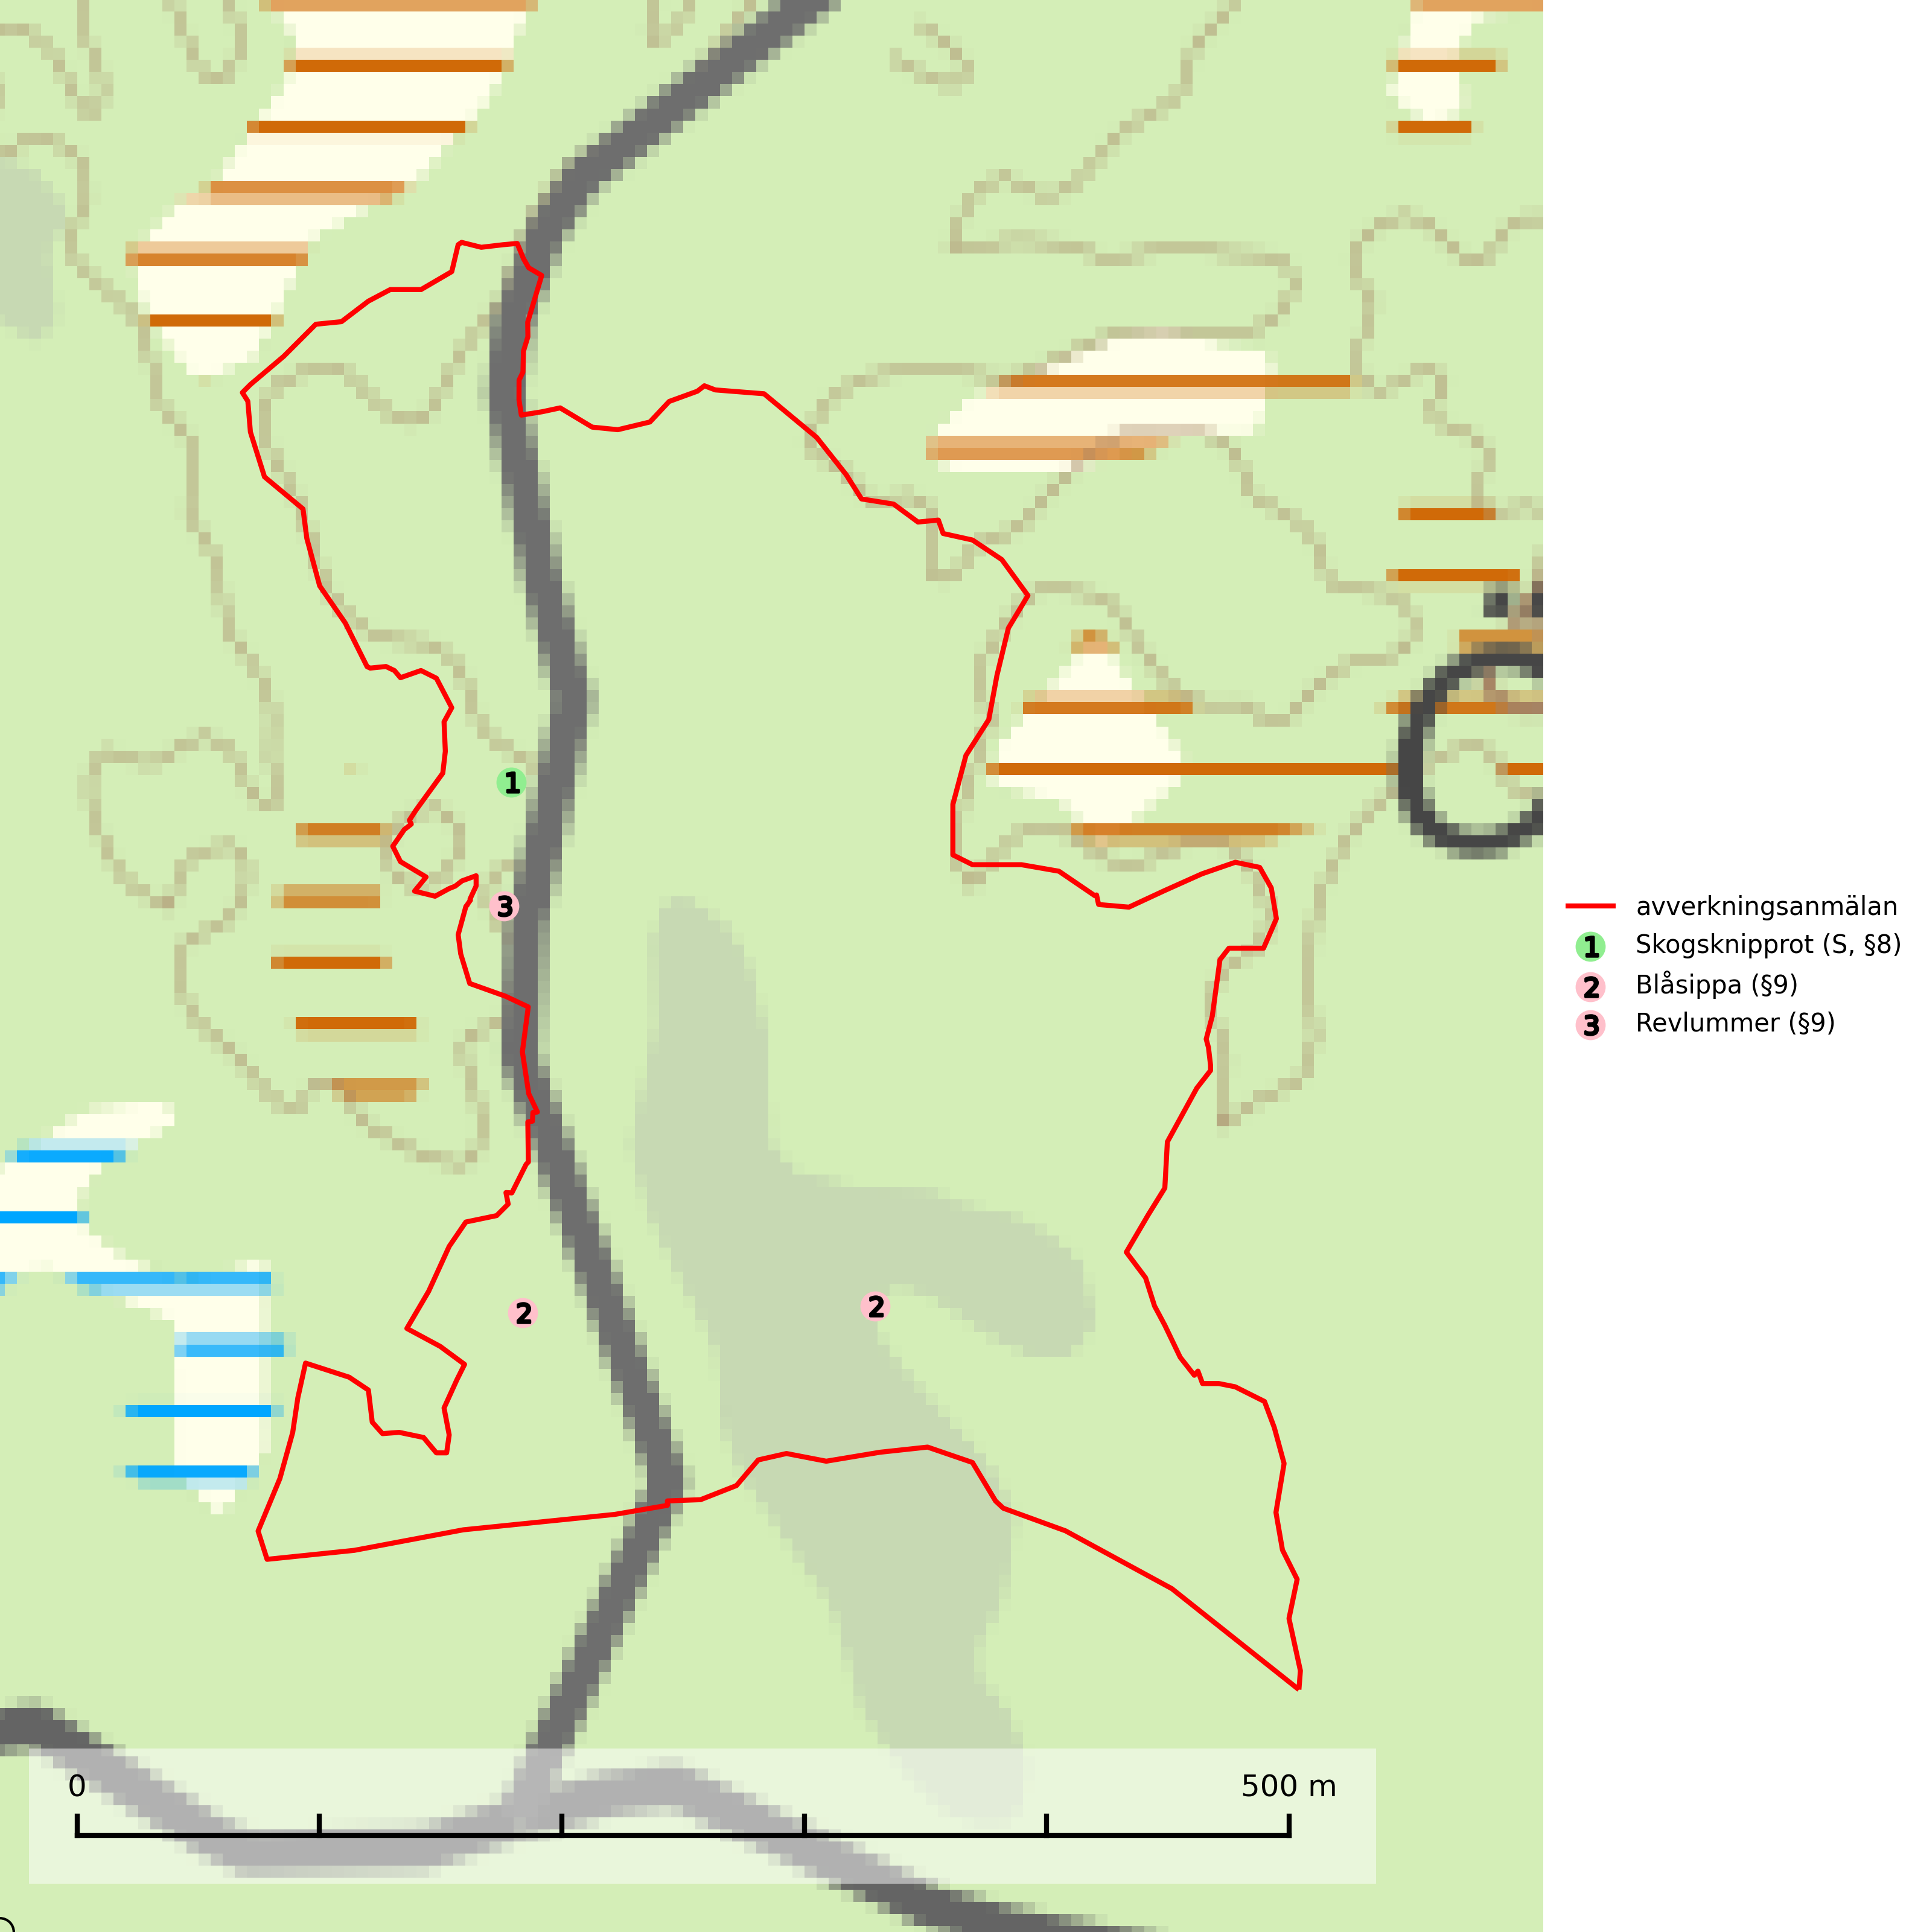 1
3
2
2
0
500 m
avverkningsanmälan
1 Skogsknipprot (S, §8)
2 Blåsippa (§9)
3 Revlummer (§9)